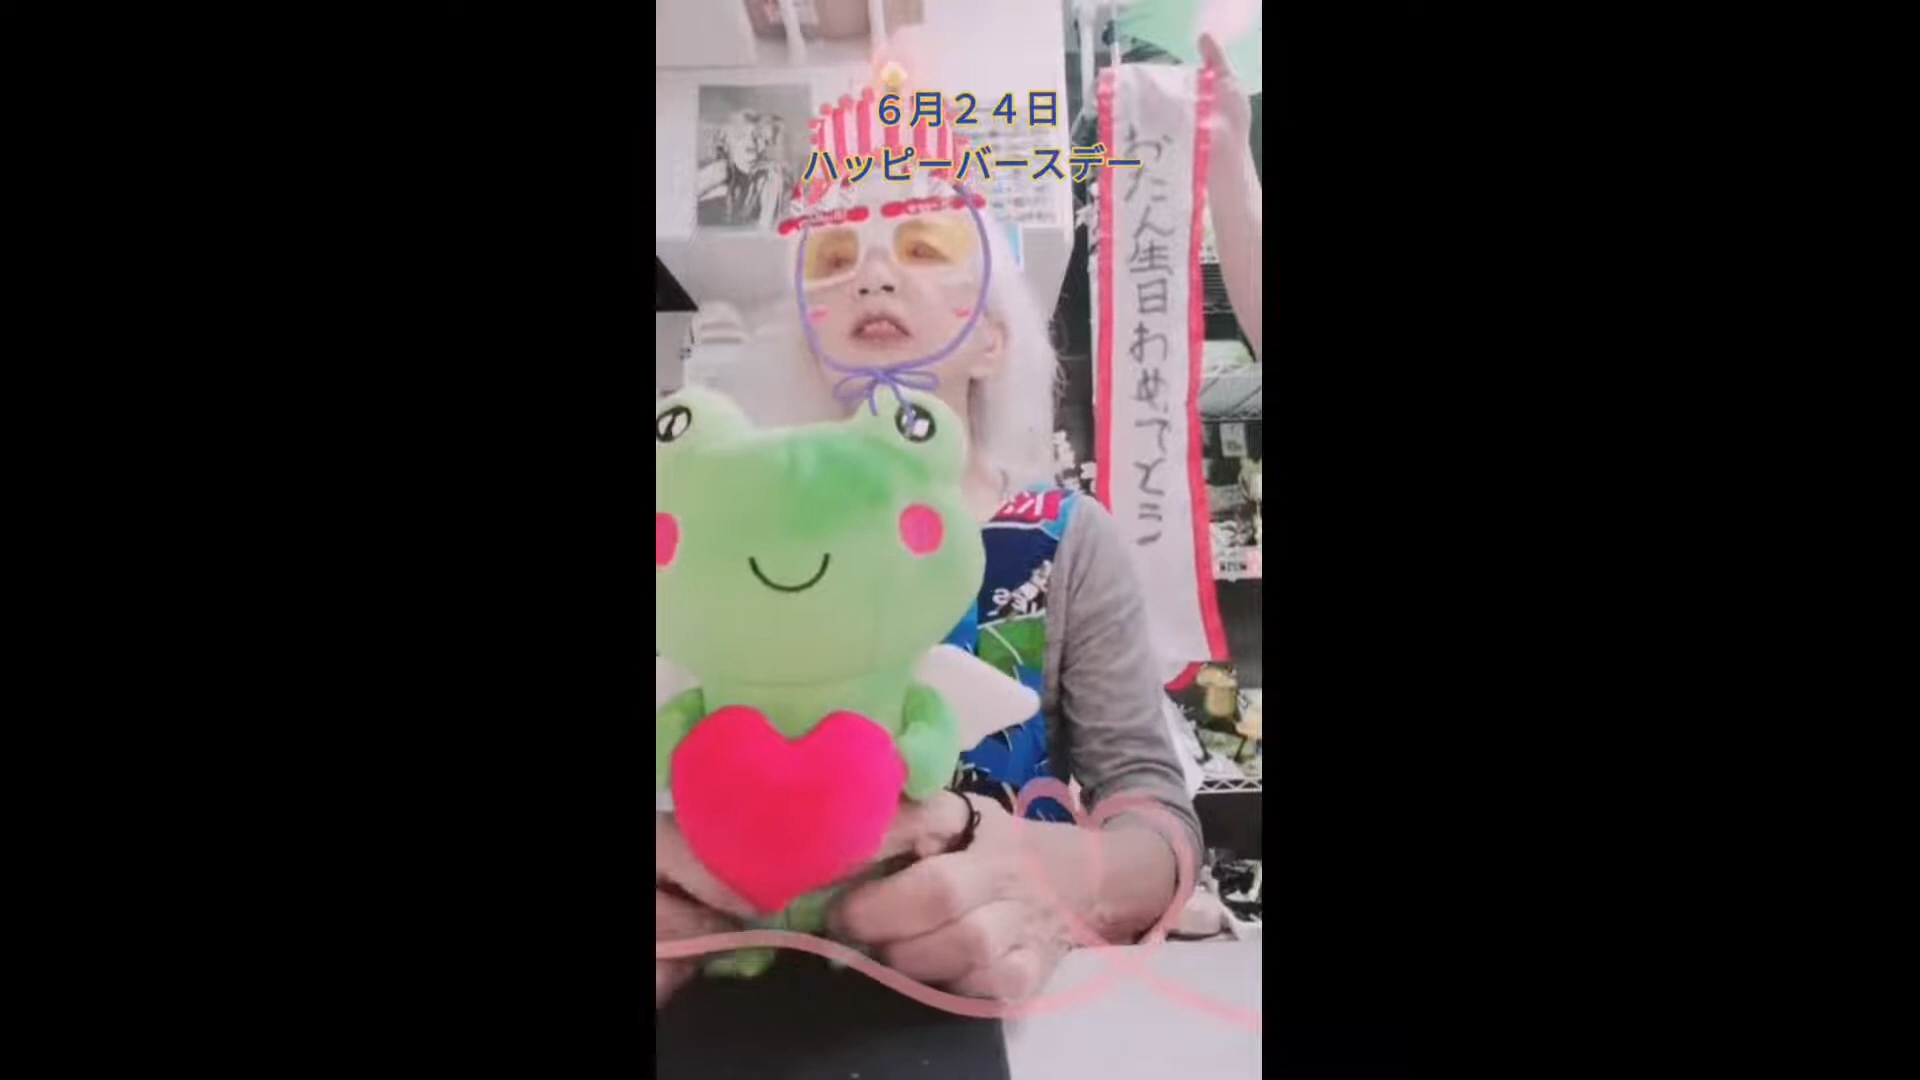 ６月２４日
ハッピーバースデー
おたん生日おめでとう